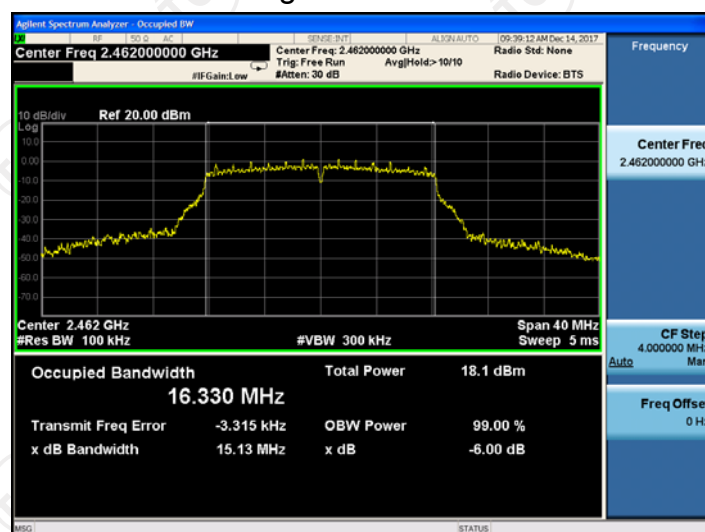 Agilent Spectrum Analyzer - Occupied BW
RF 50 Ω AC SENSE:INT ALIGN AUTO 09:39:12 AM Dec 14, 2017
Center Freq 2.462000000 GHz Center Freq: 2.462000000 GHz Radio Std: None
Trig: Free Run Avg|Hold:> 10/10
#IFGain:Low #Atten: 30 dB Radio Device: BTS
Frequency
10 dB/div Ref 20.00 dBm
Log
10.0
0.00
-10.0
-20.0
-30.0
-40.0
-50.0
-60.0
-70.0
Center 2.462 GHz Span 40 MHz
#Res BW 100 kHz #VBW 300 kHz Sweep 5 ms
Occupied Bandwidth Total Power 18.1 dBm
16.330 MHz
Transmit Freq Error -3.315 kHz OBW Power 99.00 %
x dB Bandwidth 15.13 MHz x dB -6.00 dB
Center Freq
2.462000000 GHz
CF Step
4.000000 MHz
Auto Man
Freq Offset
0 Hz
MSG STATUS